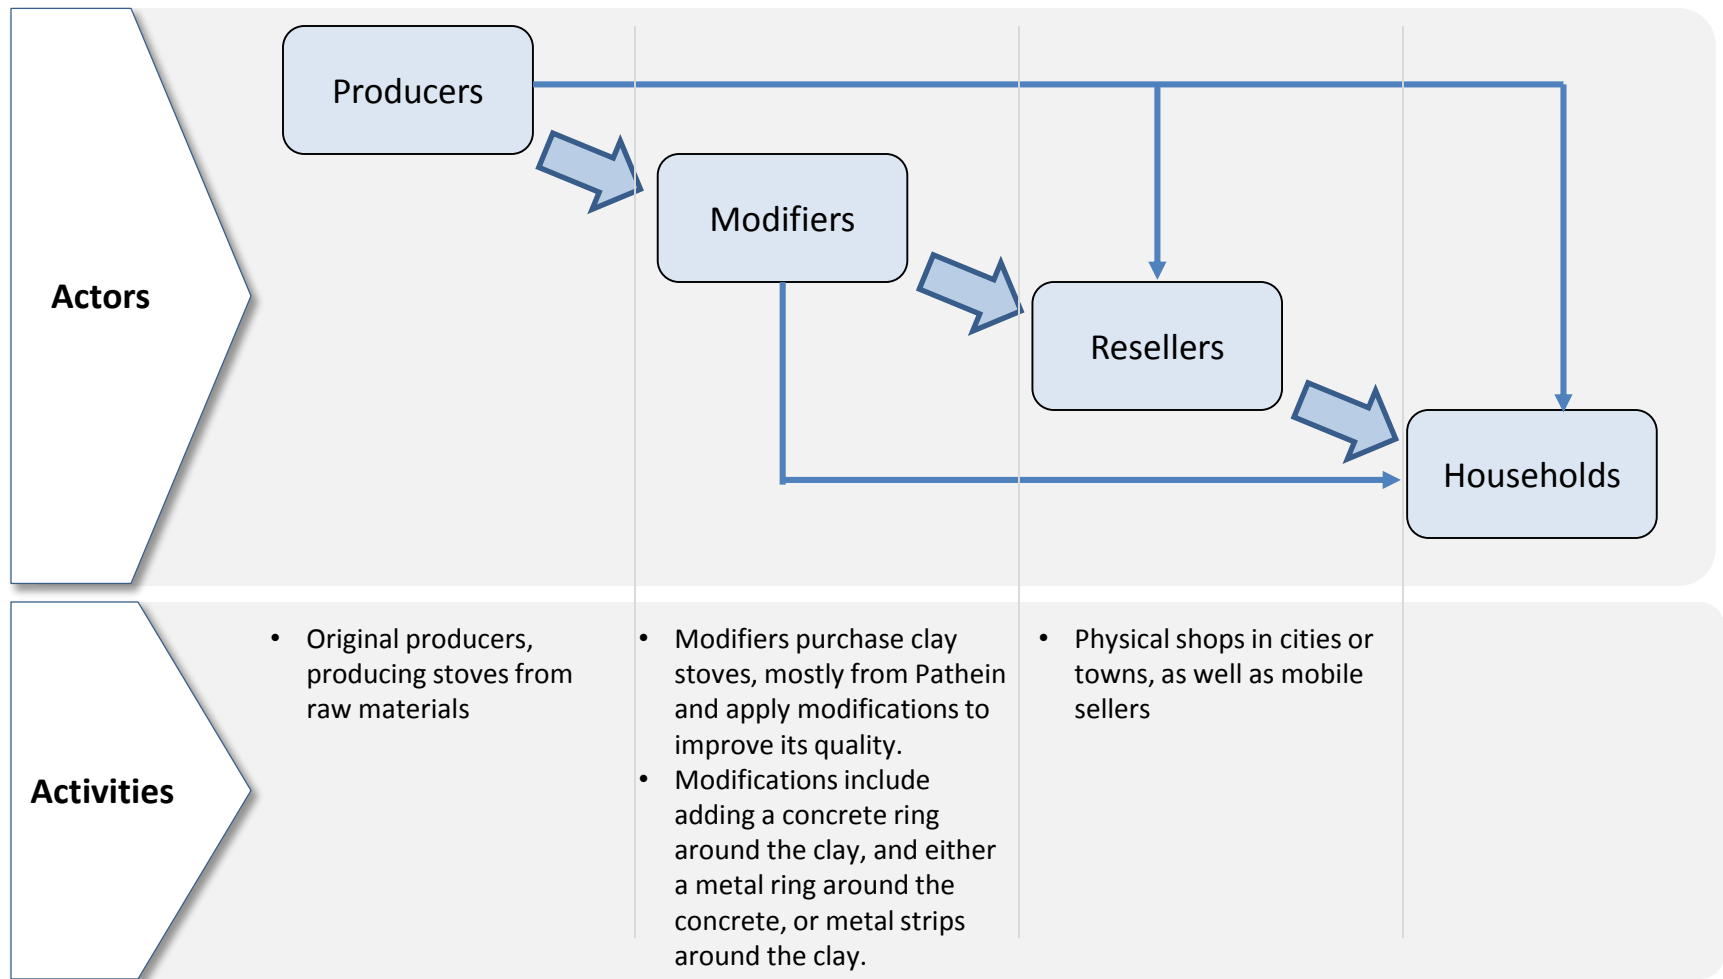 Actors
Producers
Modifiers
Resellers
Households
Activities
• Original producers,
producing stoves from
raw materials
• Modifiers purchase clay
stoves, mostly from Pathein
and apply modifications to
improve its quality.
• Modifications include
adding a concrete ring
around the clay, and either
a metal ring around the
concrete, or metal strips
around the clay.
• Physical shops in cities or
towns, as well as mobile
sellers